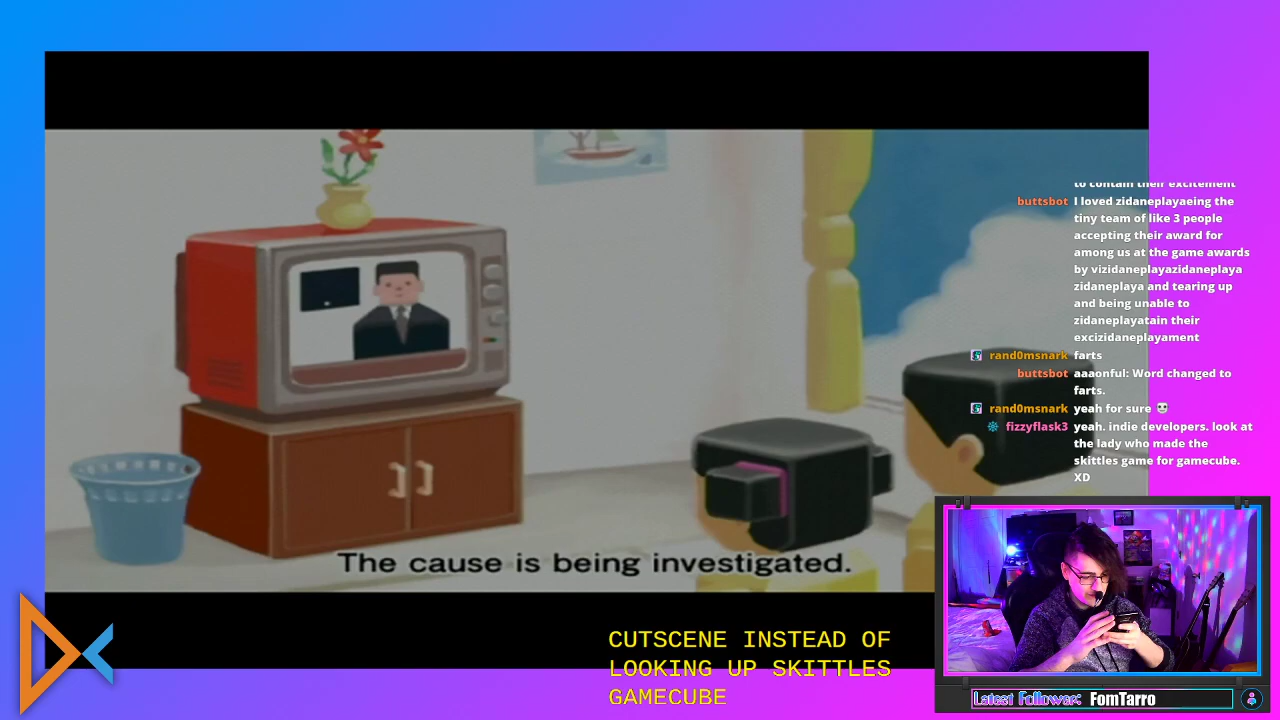 to contain their excitement
buttsbot I loved zidaneplayaeing the
tiny team of like 3 people
accepting their award for
among us at the game awards
by vizidaneplayazidaneplaya
zidaneplaya and tearing up
and being unable to
zidaneplayatain their
excizidaneplayament
rand0msnark farts
buttsbot aaaonful: Word changed to
farts.
rand0msnark yeah for sure
fizzyflask3 yeah. indie developers. look at
the lady who made the
skittles game for gamecube.
XD
The cause is being investigated.
CUTSCENE INSTEAD OF
LOOKING UP SKITTLES
GAMECUBE
Latest Follower: FomTarro